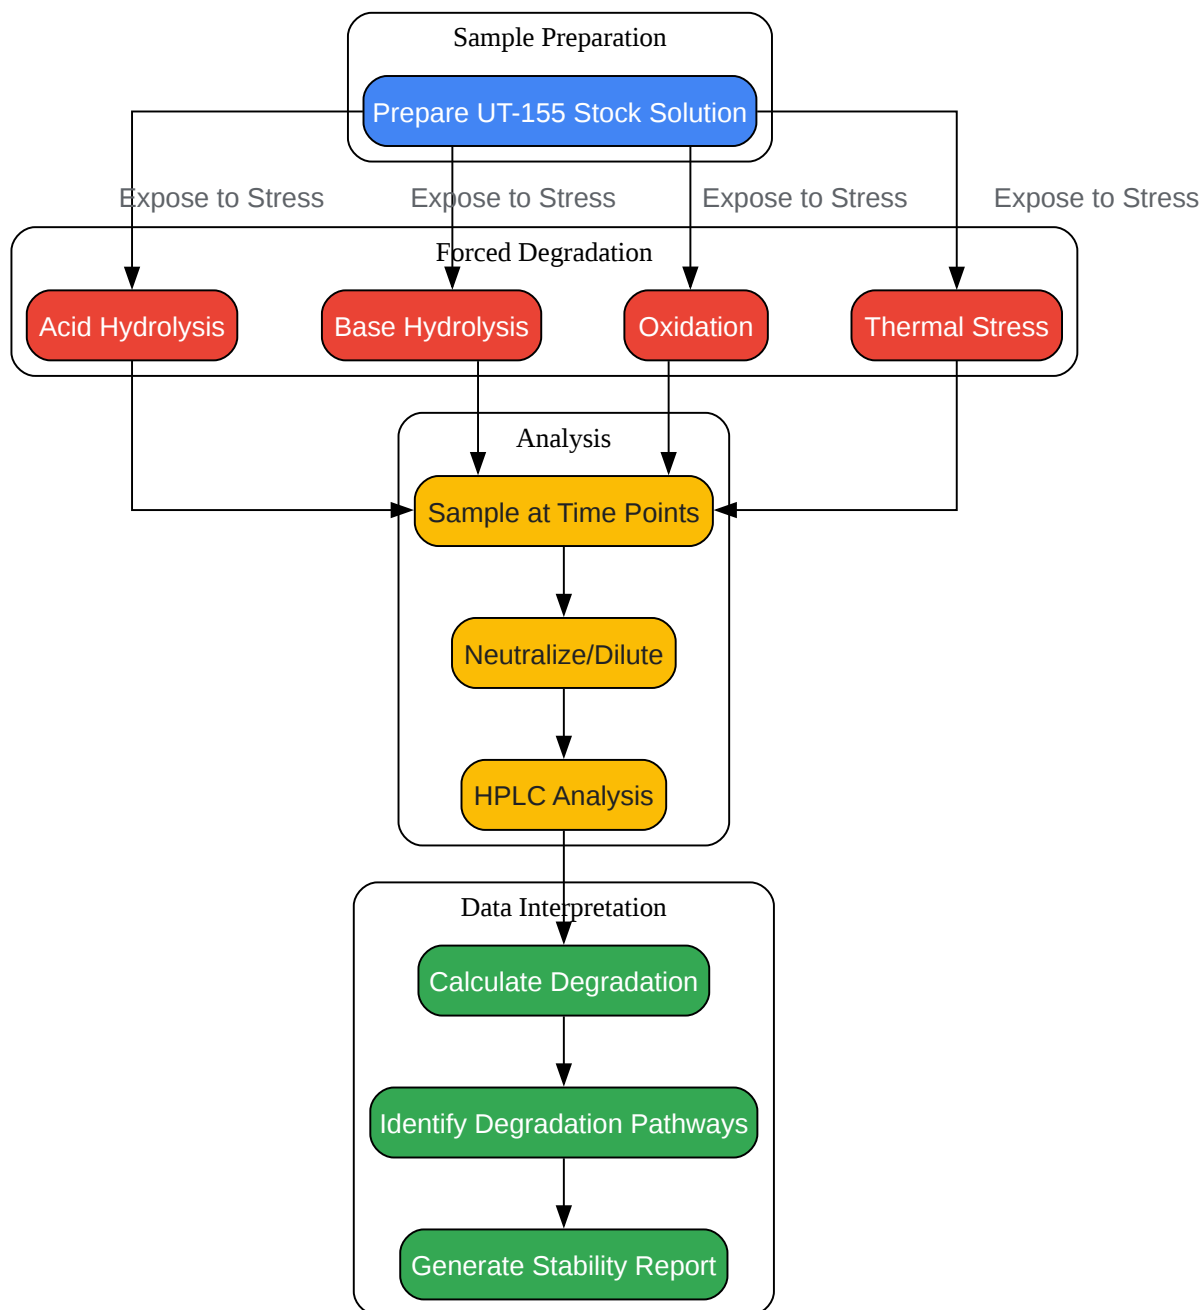 Sample Preparation
Prepare UT-155 Stock Solution
Expose to Stress
Expose to Stress
Expose to Stress
Expose to Stress
Forced Degradation
Acid Hydrolysis
Base Hydrolysis
Oxidation
Thermal Stress
Analysis
Sample at Time Points
Neutralize/Dilute
HPLC Analysis
Data Interpretation
Calculate Degradation
Identify Degradation Pathways
Generate Stability Report